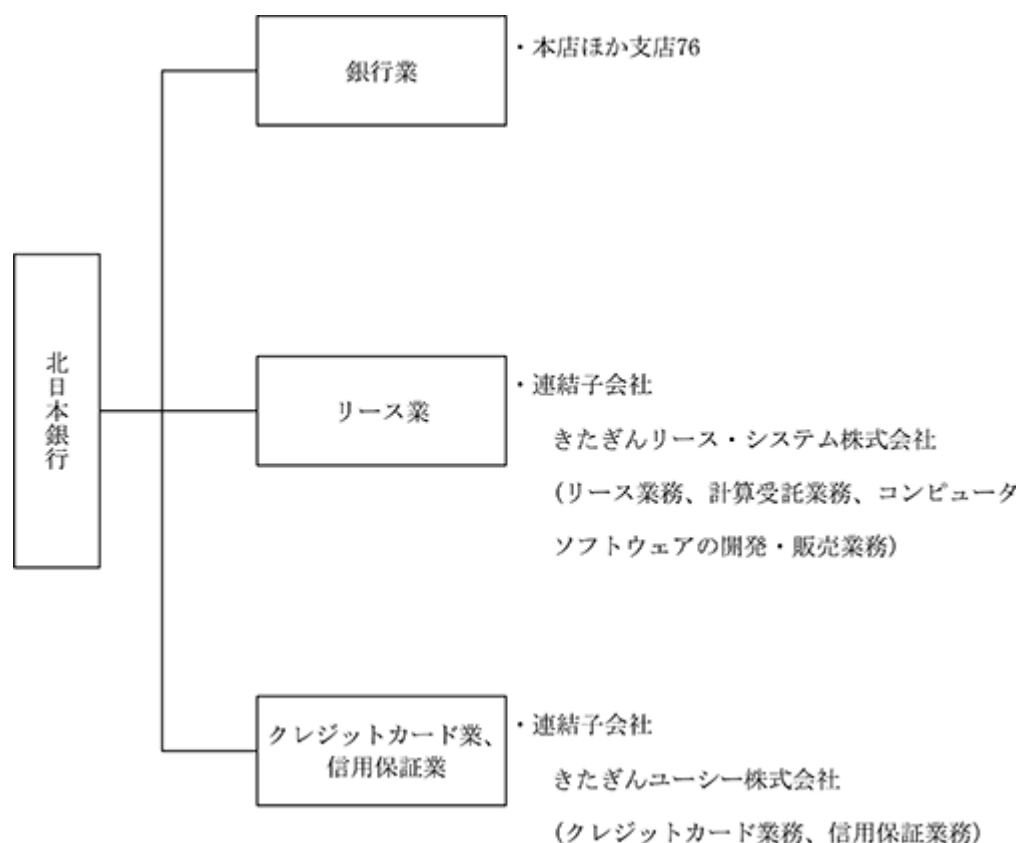 銀行業
・本店ほか支店76
北日本銀行
リース業
・連結子会社
きたぎんリース・システム株式会社
(リース業務、計算受託業務、コンピュータ
ソフトウェアの開発・販売業務)
クレジットカード業、
信用保証業
・連結子会社
きたぎんユーシー株式会社
(クレジットカード業務、信用保証業務)